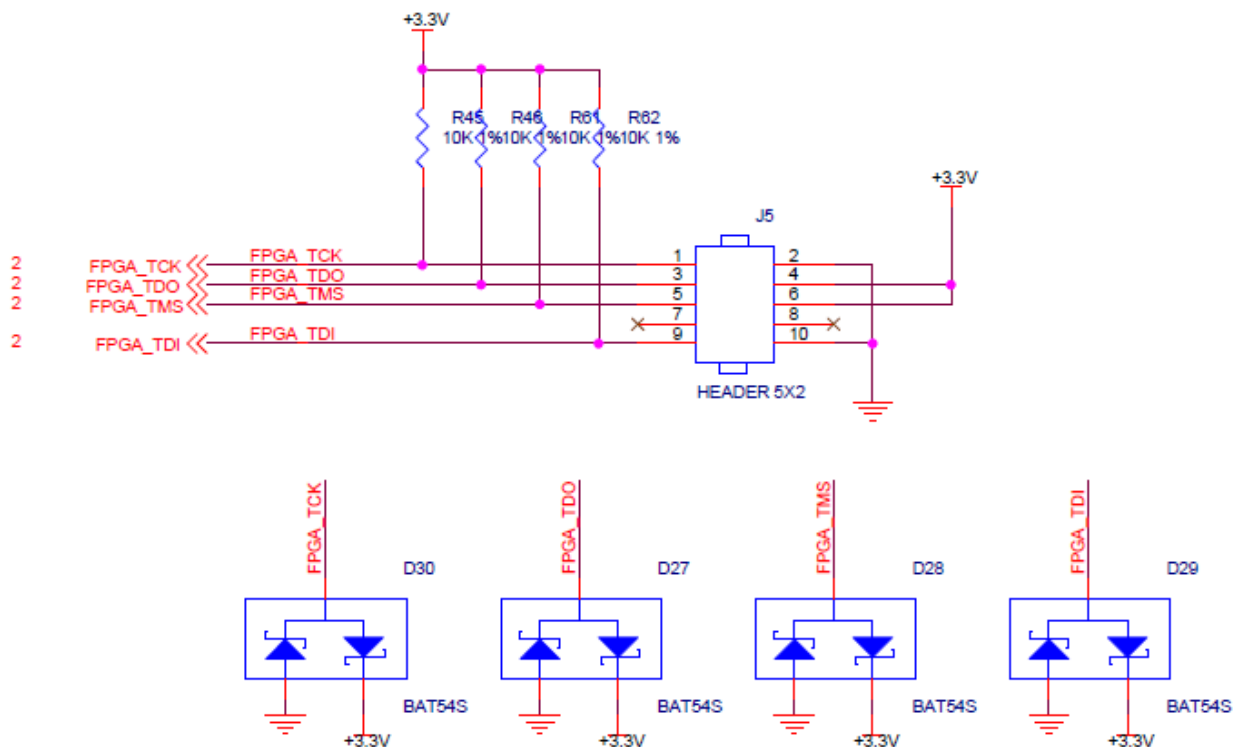 +3.3V
R45 R46 R61 R62
10K 1% 10K 1% 10K 1% 10K 1%
+3.3V
J5
2 FPGA_TCK FPGA_TCK 1 2
2 FPGA_TDO FPGA_TDO 3 4
2 FPGA_TMS FPGA_TMS 5 6
7 8
2 FPGA_TDI FPGA_TDI 9 10
HEADER 5X2
FPGA_TCK FPGA_TDO FPGA_TMS FPGA_TDI
D30 D27 D28 D29
BAT54S BAT54S BAT54S BAT54S
+3.3V +3.3V +3.3V +3.3V